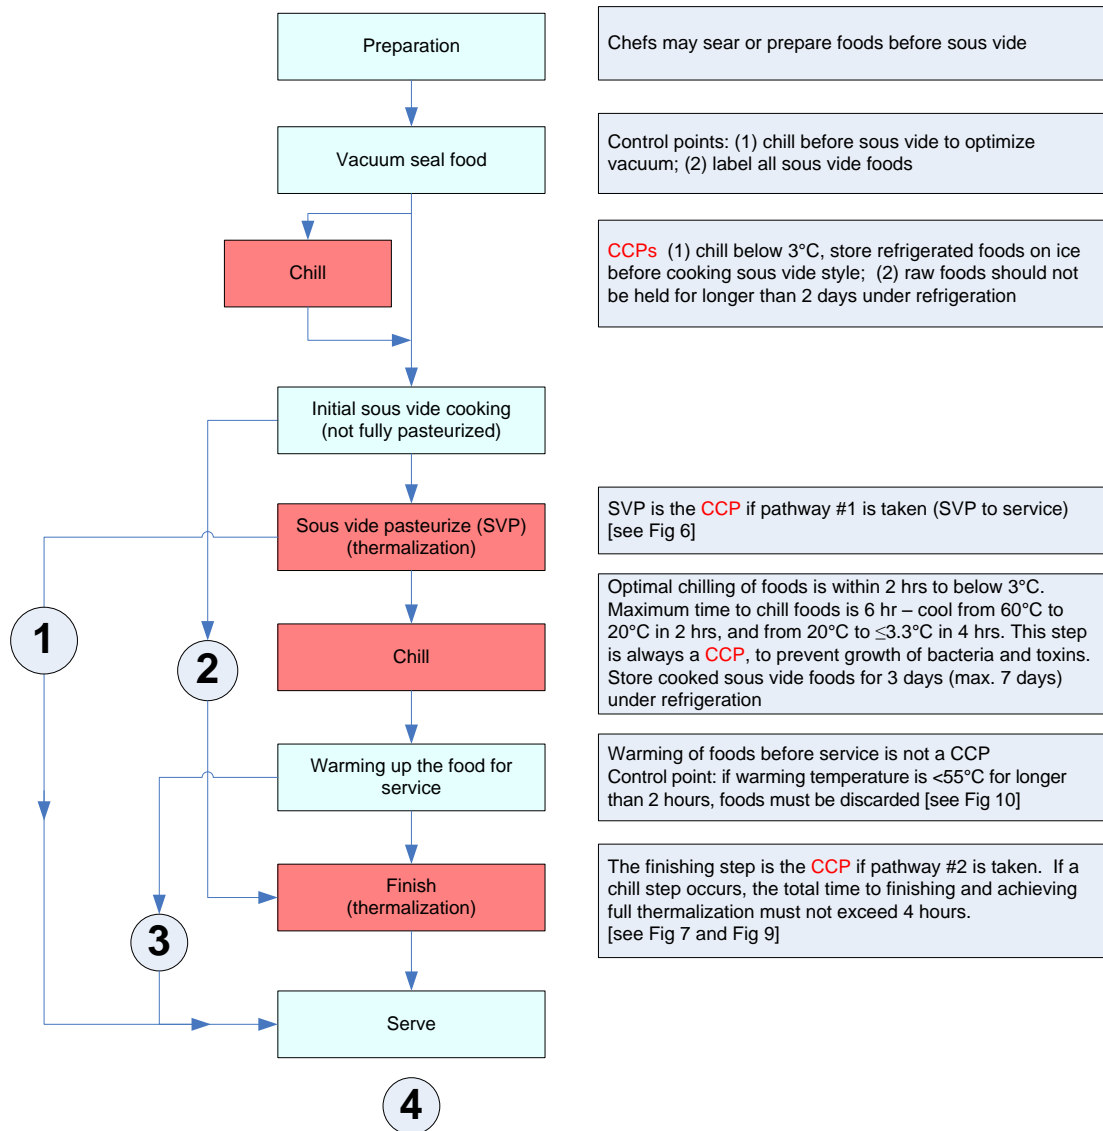 Preparation
Chefs may sear or prepare foods before sous vide
Vacuum seal food
Control points: (1) chill before sous vide to optimize
vacuum; (2) label all sous vide foods
Chill
CCPs (1) chill below 3°C, store refrigerated foods on ice
before cooking sous vide style; (2) raw foods should not
be held for longer than 2 days under refrigeration
Initial sous vide cooking
(not fully pasteurized)
Sous vide pasteurize (SVP)
(thermalization)
SVP is the CCP if pathway #1 is taken (SVP to service)
[see Fig 6]
1
2
Chill
Optimal chilling of foods is within 2 hrs to below 3°C.
Maximum time to chill foods is 6 hr – cool from 60°C to
20°C in 2 hrs, and from 20°C to ≤3.3°C in 4 hrs. This step
is always a CCP, to prevent growth of bacteria and toxins.
Store cooked sous vide foods for 3 days (max. 7 days)
under refrigeration
Warming up the food for
service
Warming of foods before service is not a CCP
Control point: if warming temperature is <55°C for longer
than 2 hours, foods must be discarded [see Fig 10]
3
Finish
(thermalization)
The finishing step is the CCP if pathway #2 is taken. If a
chill step occurs, the total time to finishing and achieving
full thermalization must not exceed 4 hours.
[see Fig 7 and Fig 9]
Serve
4